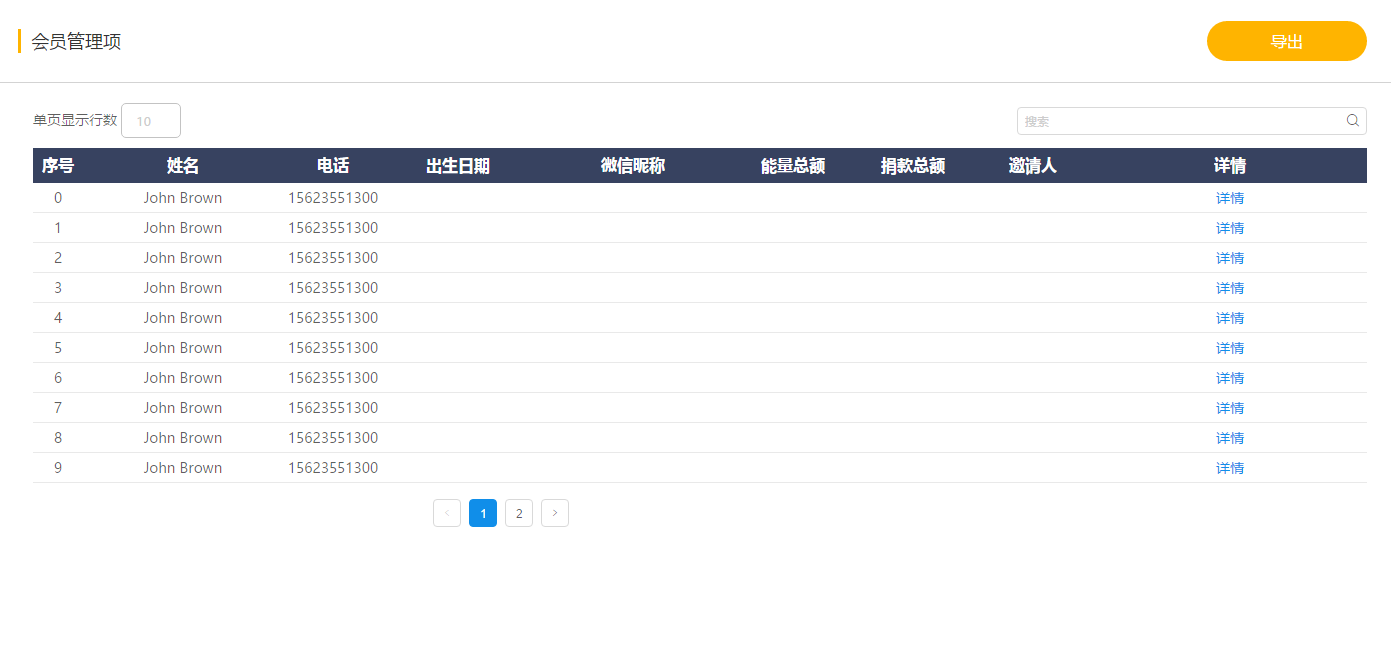 会员管理项 导出
单页显示行数 10 搜索
序号 姓名 电话 出生日期 微信昵称 能量总额 捐款总额 邀请人 详情
0 John Brown 15623551300 详情
1 John Brown 15623551300 详情
2 John Brown 15623551300 详情
3 John Brown 15623551300 详情
4 John Brown 15623551300 详情
5 John Brown 15623551300 详情
6 John Brown 15623551300 详情
7 John Brown 15623551300 详情
8 John Brown 15623551300 详情
9 John Brown 15623551300 详情
< 1 2 >